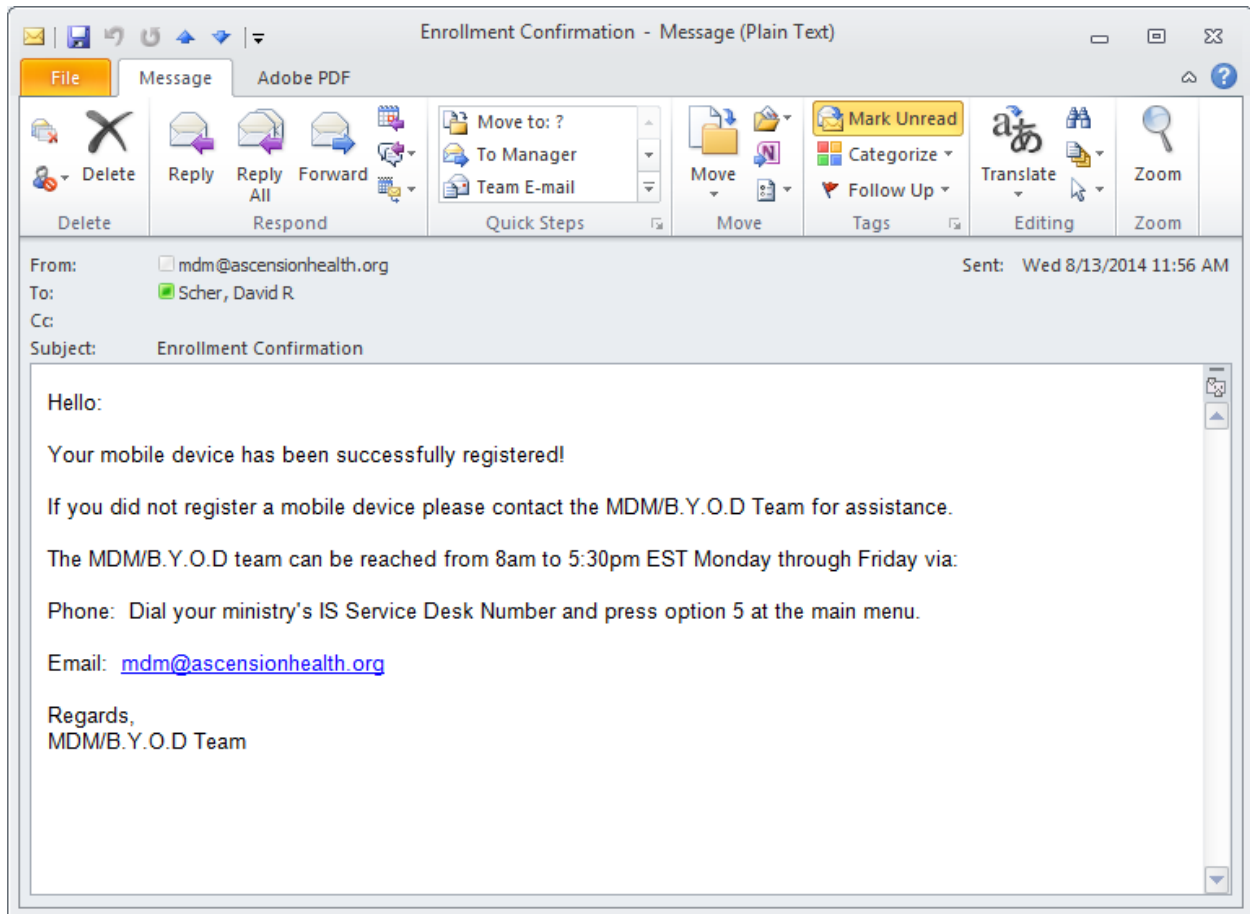 Enrollment Confirmation - Message (Plain Text)
File Message Adobe PDF
Delete
Reply
Reply All
Forward
Move to: ?
To Manager
Team E-mail
Move
Mark Unread
Categorize
Follow Up
Translate
Zoom
Delete Respond Quick Steps Move Tags Editing Zoom
From: mdm@ascensionhealth.org Sent: Wed 8/13/2014 11:56 AM
To: Scher, David R
Cc:
Subject: Enrollment Confirmation
Hello:
Your mobile device has been successfully registered!
If you did not register a mobile device please contact the MDM/B.Y.O.D Team for assistance.
The MDM/B.Y.O.D team can be reached from 8am to 5:30pm EST Monday through Friday via:
Phone: Dial your ministry's IS Service Desk Number and press option 5 at the main menu.
Email: mdm@ascensionhealth.org
Regards,
MDM/B.Y.O.D Team